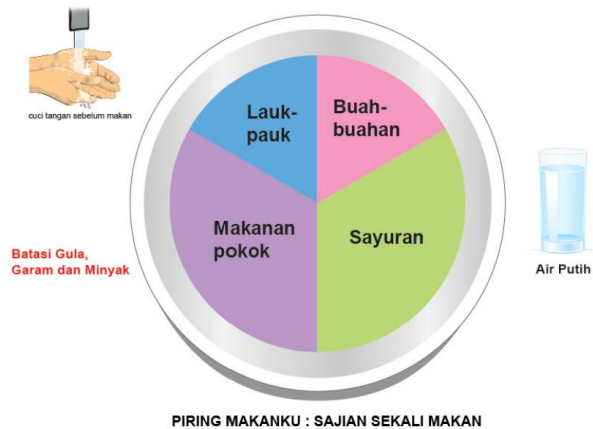 cuci tangan sebelum makan
Lauk-
pauk
Buah-
buahan
Makanan
pokok
Sayuran
Batasi Gula,
Garam dan Minyak
Air Putih
PIRING MAKANKU : SAJIAN SEKALI MAKAN